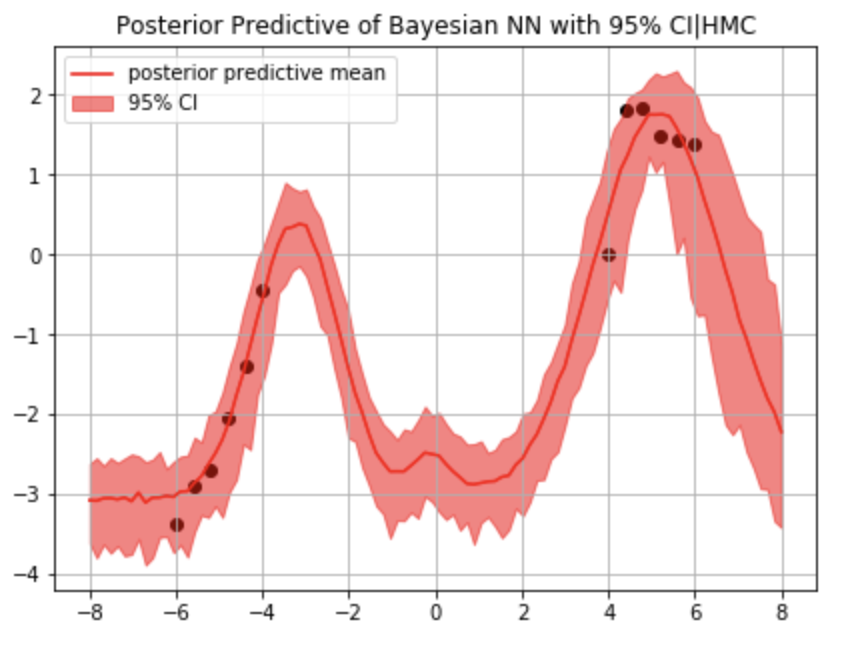 Posterior Predictive of Bayesian NN with 95% CI|HMC
posterior predictive mean
95% CI
2
1
0
−1
−2
−3
−4
−8 −6 −4 −2 0 2 4 6 8